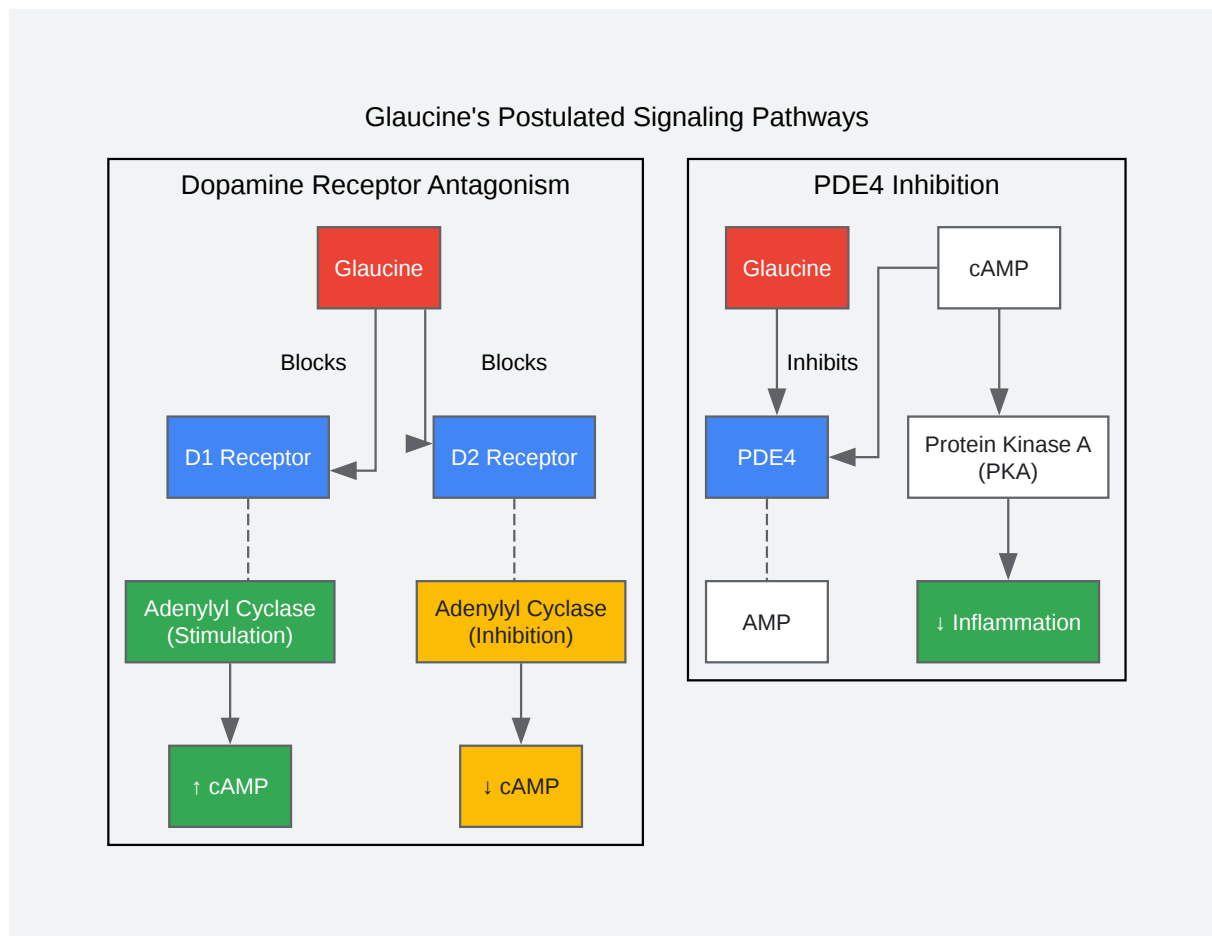 Glaucine's Postulated Signaling Pathways
Dopamine Receptor Antagonism
Glaucine
Blocks
Blocks
D1 Receptor
D2 Receptor
Adenylyl Cyclase
(Stimulation)
Adenylyl Cyclase
(Inhibition)
↑ cAMP
↓ cAMP
PDE4 Inhibition
Glaucine
cAMP
Inhibits
PDE4
Protein Kinase A
(PKA)
AMP
↓ Inflammation